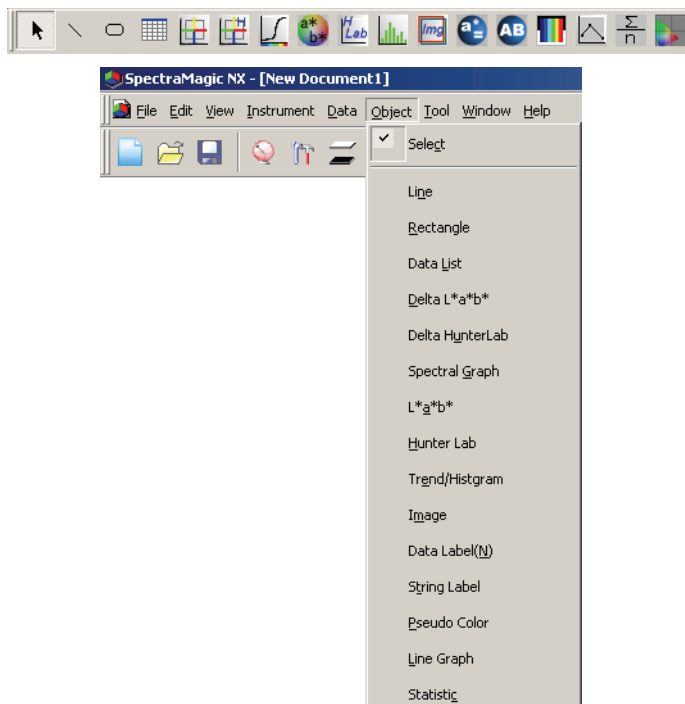 a* b* H Lab Img a= AB Σ n
SpectraMagic NX - [New Document1]
File Edit View Instrument Data Object Tool Window Help
Select
Line
Rectangle
Data List
Delta L*a*b*
Delta HunterLab
Spectral Graph
L*a*b*
Hunter Lab
Trend/Histgram
Image
Data Label(N)
String Label
Pseudo Color
Line Graph
Statistic